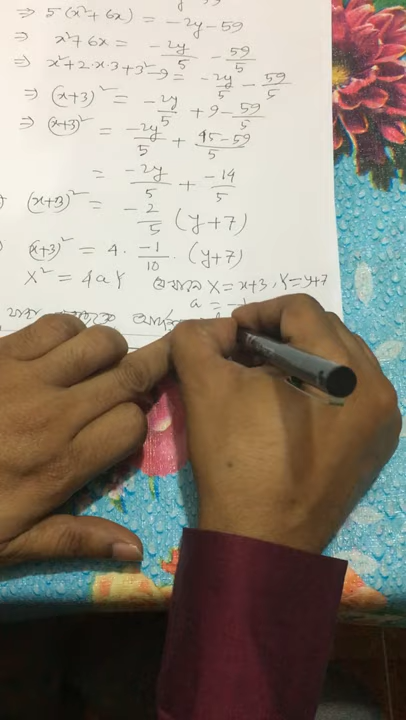 ⇒ 5(x²+6x) = -2y-59
⇒ x²+6x = -2y/5 - 59/5
⇒ x²+2·x·3+3²-9 = -2y/5 - 59/5
⇒ (x+3)² = -2y/5 + 9 - 59/5
⇒ (x+3)² = -2y/5 + 45-59/5
= -2y/5 + -14/5
(x+3)² = -2/5 (y+7)
(x+3)² = 4 · -1/10 · (y+7)
X² = 4aY X = x+3, Y = y+7
a =